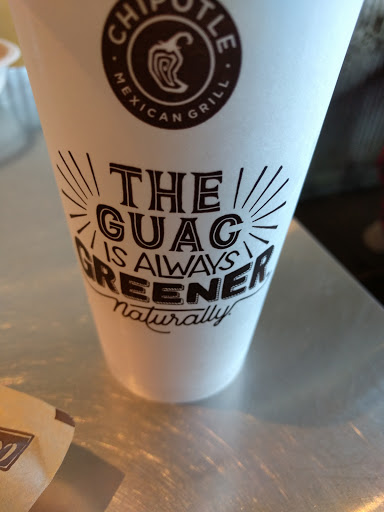 CHIPOTLE
MEXICAN GRILL
THE
GUAC
IS ALWAYS
GREENER
naturally.